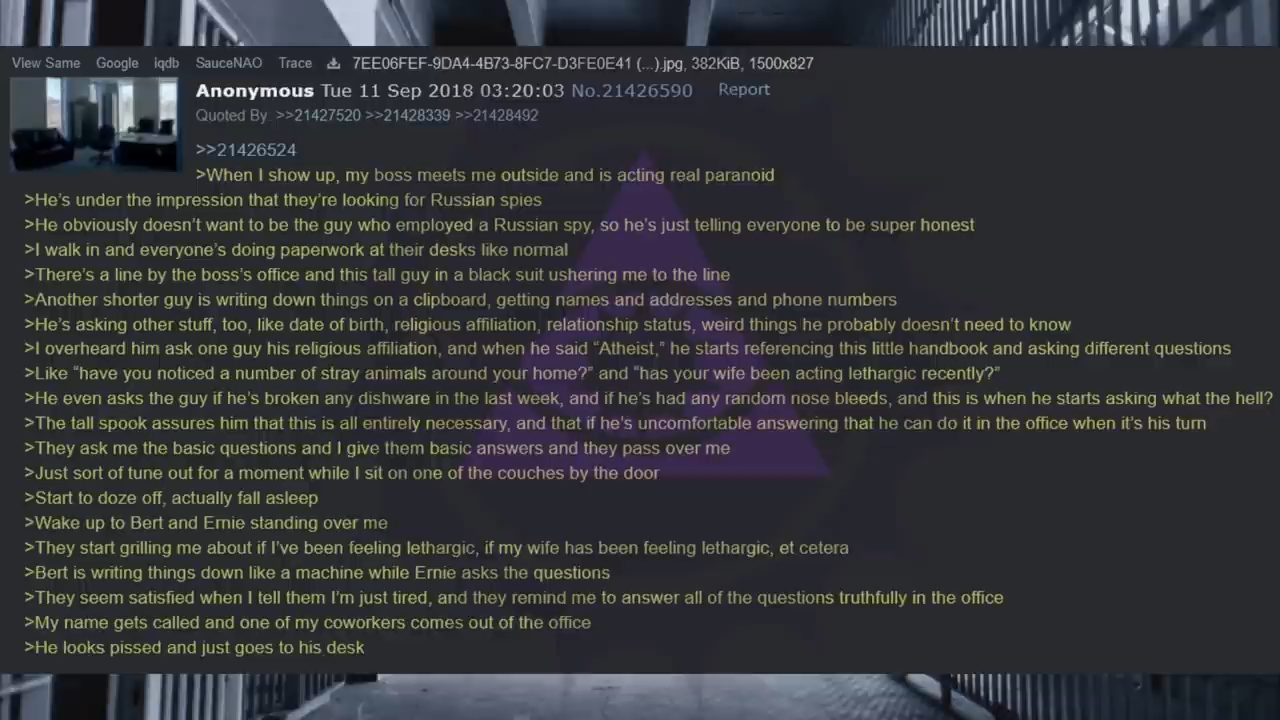 View Same Google iqdb SauceNAO Trace 7EE06FEF-9DA4-4B73-8FC7-D3FE0E41 (...).jpg, 382KiB, 1500x827
Anonymous Tue 11 Sep 2018 03:20:03 No.21426590 Report
Quoted By: >>21427520 >>21428339 >>21428492
>>21426524
>When I show up, my boss meets me outside and is acting real paranoid
>He's under the impression that they're looking for Russian spies
>He obviously doesn't want to be the guy who employed a Russian spy, so he's just telling everyone to be super honest
>I walk in and everyone's doing paperwork at their desks like normal
>There's a line by the boss's office and this tall guy in a black suit ushering me to the line
>Another shorter guy is writing down things on a clipboard, getting names and addresses and phone numbers
>He's asking other stuff, too, like date of birth, religious affiliation, relationship status, weird things he probably doesn't need to know
>I overheard him ask one guy his religious affiliation, and when he said “Atheist,” he starts referencing this little handbook and asking different questions
>Like “have you noticed a number of stray animals around your home?” and “has your wife been acting lethargic recently?”
>He even asks the guy if he's broken any dishware in the last week, and if he's had any random nose bleeds, and this is when he starts asking what the hell?
>The tall spook assures him that this is all entirely necessary, and that if he's uncomfortable answering that he can do it in the office when it's his turn
>They ask me the basic questions and I give them basic answers and they pass over me
>Just sort of tune out for a moment while I sit on one of the couches by the door
>Start to doze off, actually fall asleep
>Wake up to Bert and Ernie standing over me
>They start grilling me about if I've been feeling lethargic, if my wife has been feeling lethargic, et cetera
>Bert is writing things down like a machine while Ernie asks the questions
>They seem satisfied when I tell them I'm just tired, and they remind me to answer all of the questions truthfully in the office
>My name gets called and one of my coworkers comes out of the office
>He looks pissed and just goes to his desk